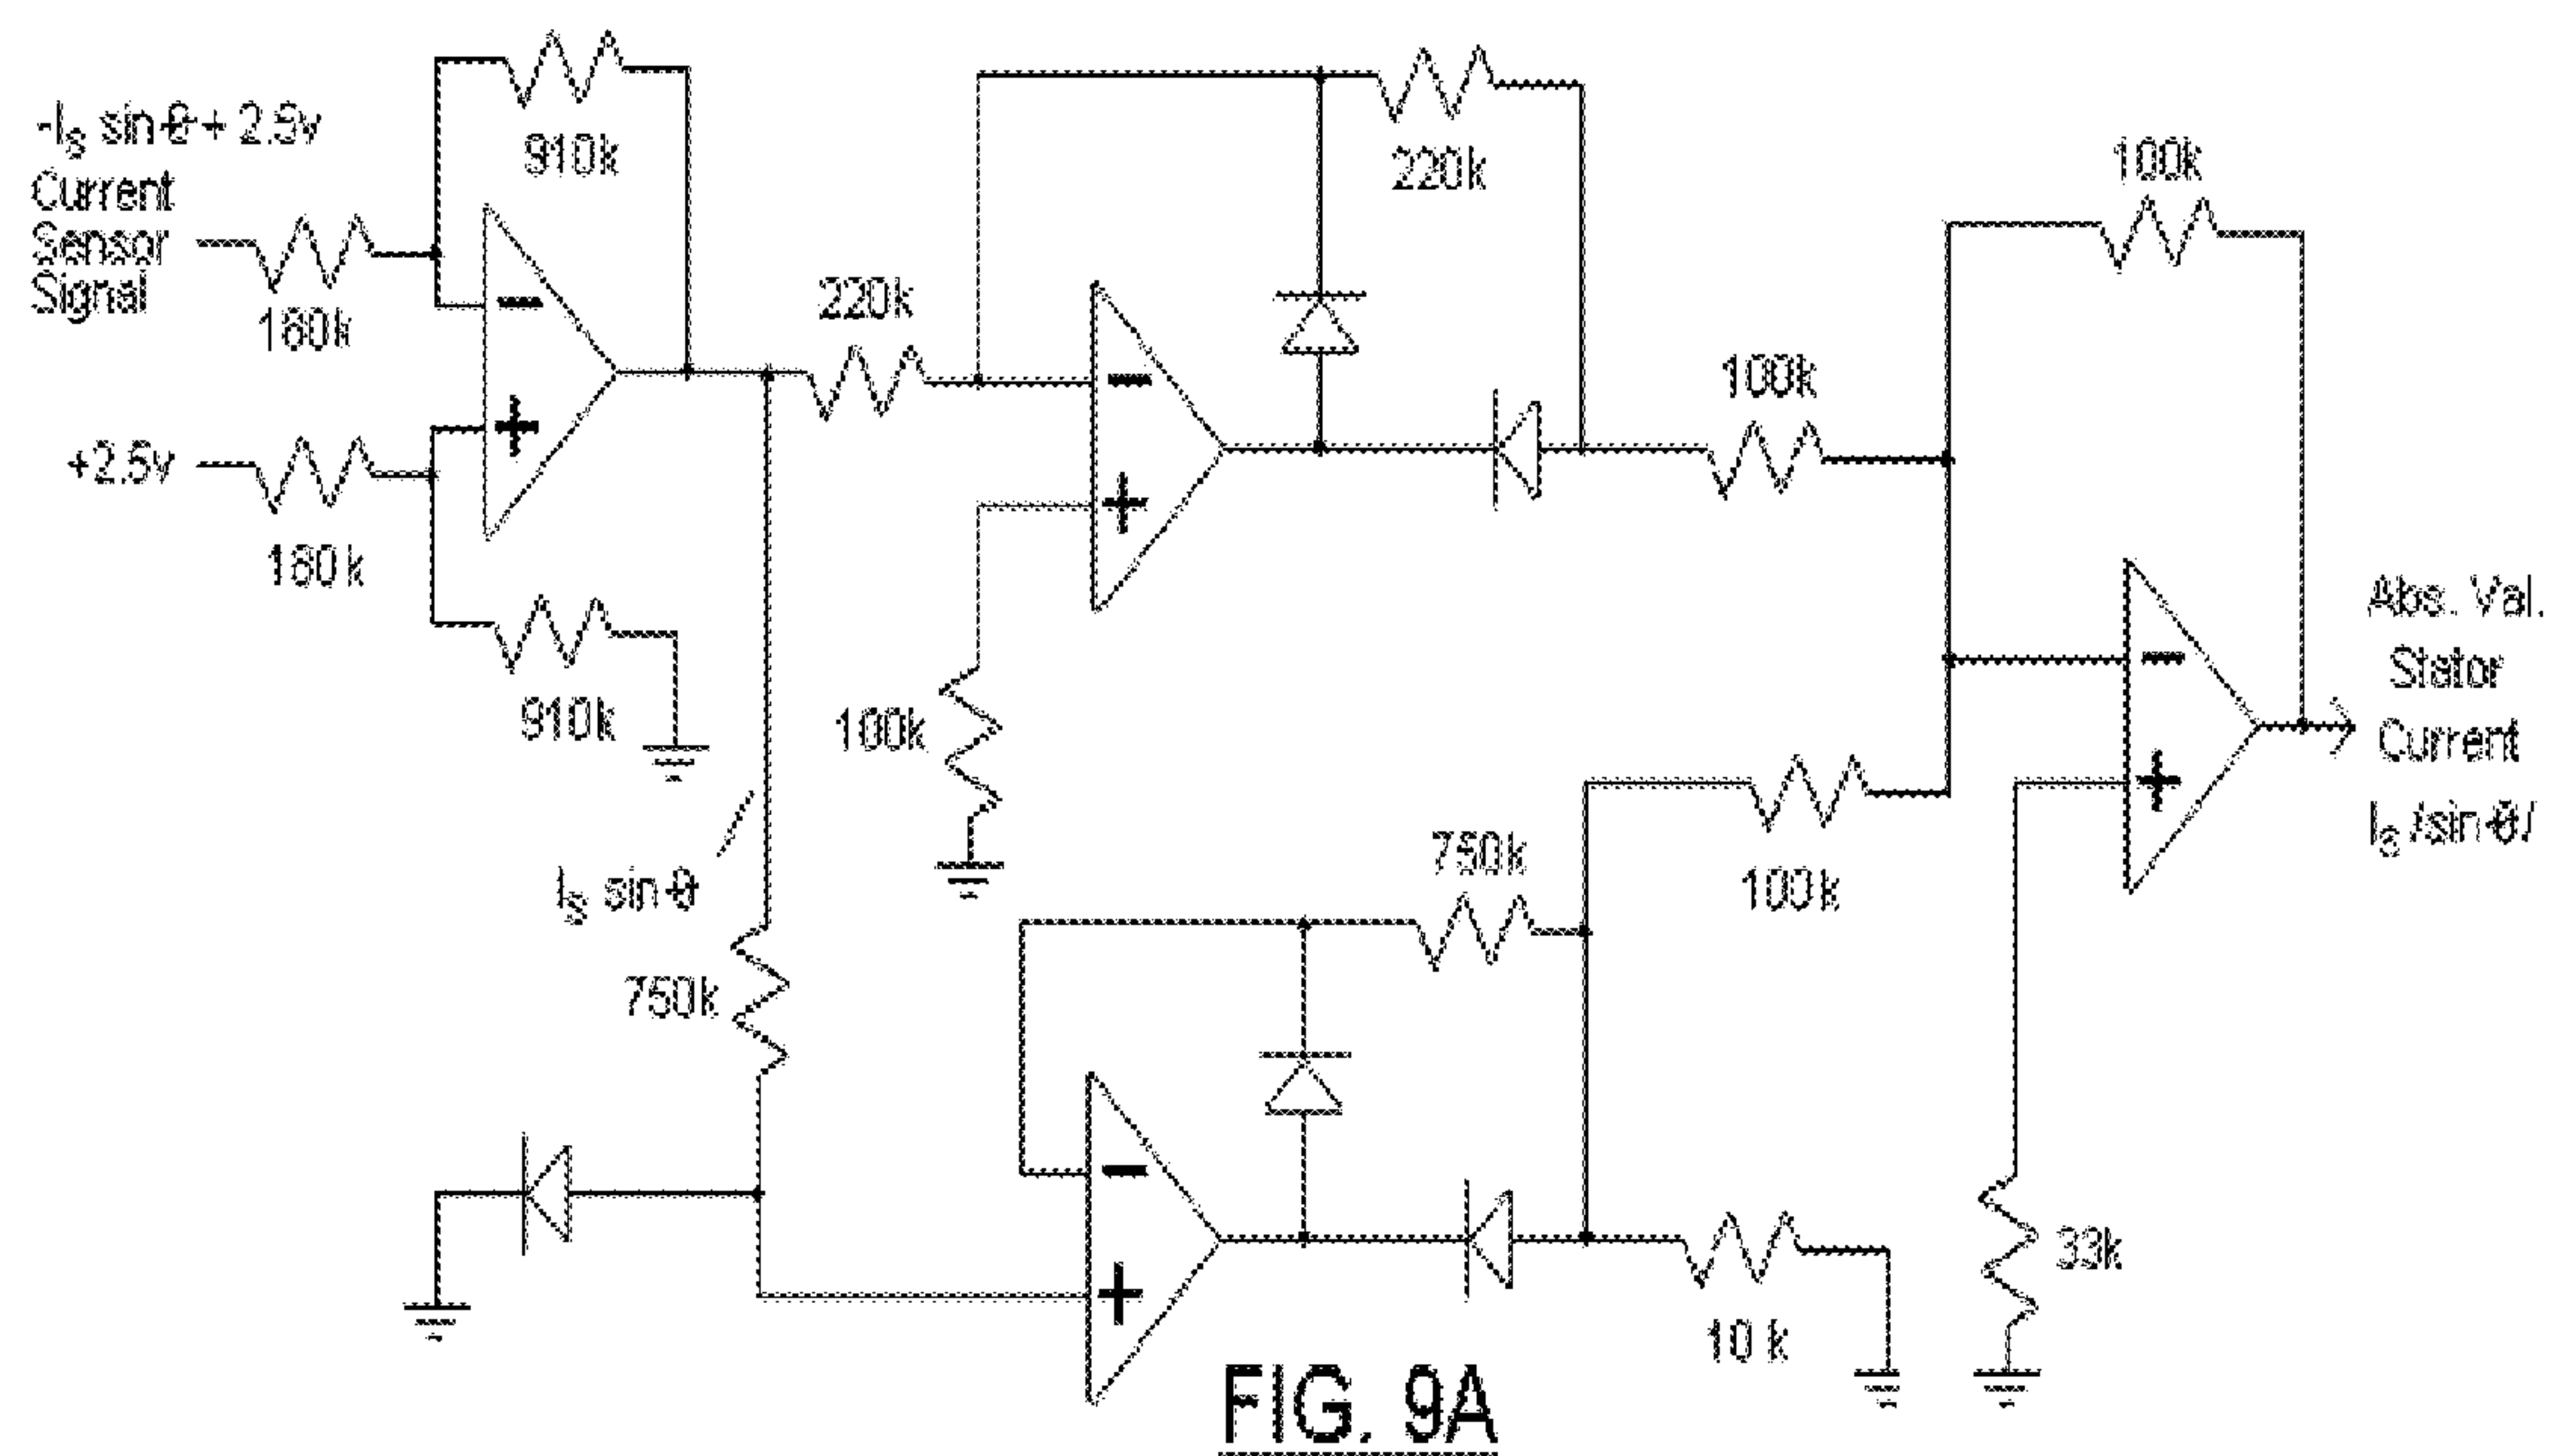 -Is sin θ + 2.5v
Current
Sensor
Signal
180k
910k
+2.5v
180k
910k
220k
220k
100k
Is sin θ
750k
100k
100k
750k
100k
10 k
33k
Abs. Val.
Stator
Current
Is /sin θ/
FIG. 9A